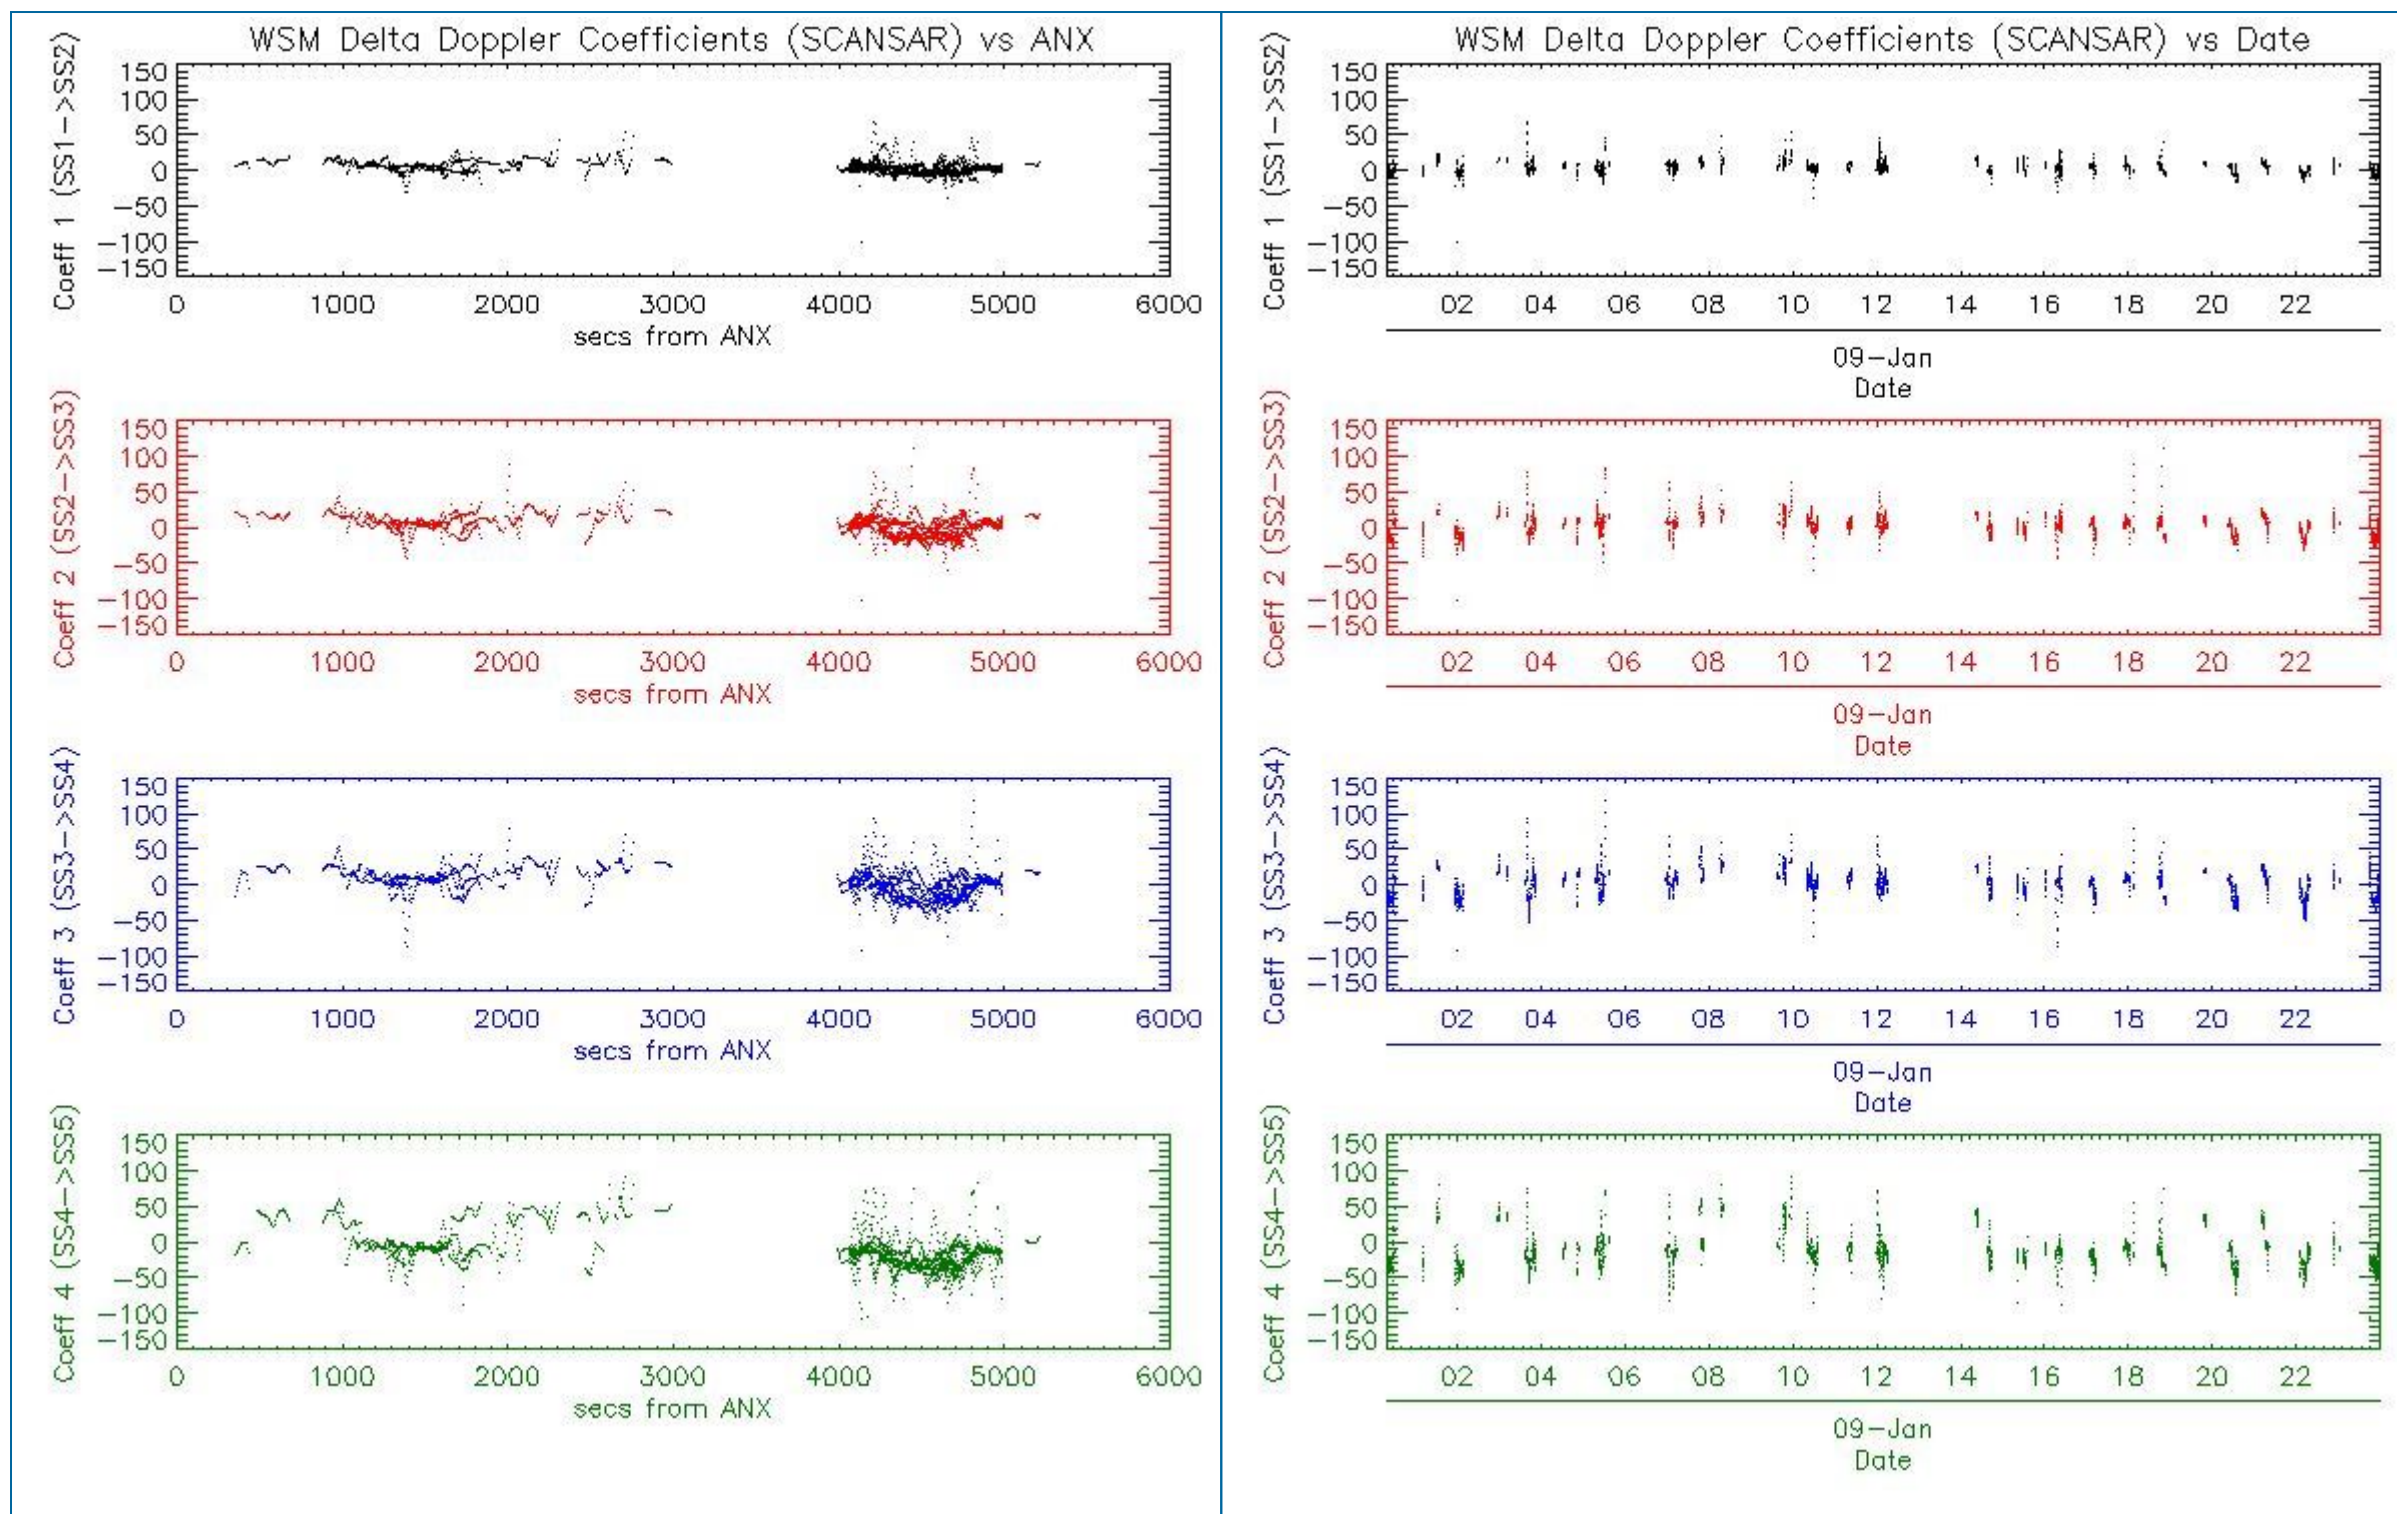 WSM Delta Doppler Coefficients (SCANSAR) vs ANX
Coeff 1 (SS1->SS2)
150
100
50
0
-50
-100
-150
0 1000 2000 3000 4000 5000 6000
secs from ANX
Coeff 2 (SS2->SS3)
150
100
50
0
-50
-100
-150
0 1000 2000 3000 4000 5000 6000
secs from ANX
Coeff 3 (SS3->SS4)
150
100
50
0
-50
-100
-150
0 1000 2000 3000 4000 5000 6000
secs from ANX
Coeff 4 (SS4->SS5)
150
100
50
0
-50
-100
-150
0 1000 2000 3000 4000 5000 6000
secs from ANX
WSM Delta Doppler Coefficients (SCANSAR) vs Date
Coeff 1 (SS1->SS2)
150
100
50
0
-50
-100
-150
02 04 06 08 10 12 14 16 18 20 22
09-Jan
Date
Coeff 2 (SS2->SS3)
150
100
50
0
-50
-100
-150
02 04 06 08 10 12 14 16 18 20 22
09-Jan
Date
Coeff 3 (SS3->SS4)
150
100
50
0
-50
-100
-150
02 04 06 08 10 12 14 16 18 20 22
09-Jan
Date
Coeff 4 (SS4->SS5)
150
100
50
0
-50
-100
-150
02 04 06 08 10 12 14 16 18 20 22
09-Jan
Date